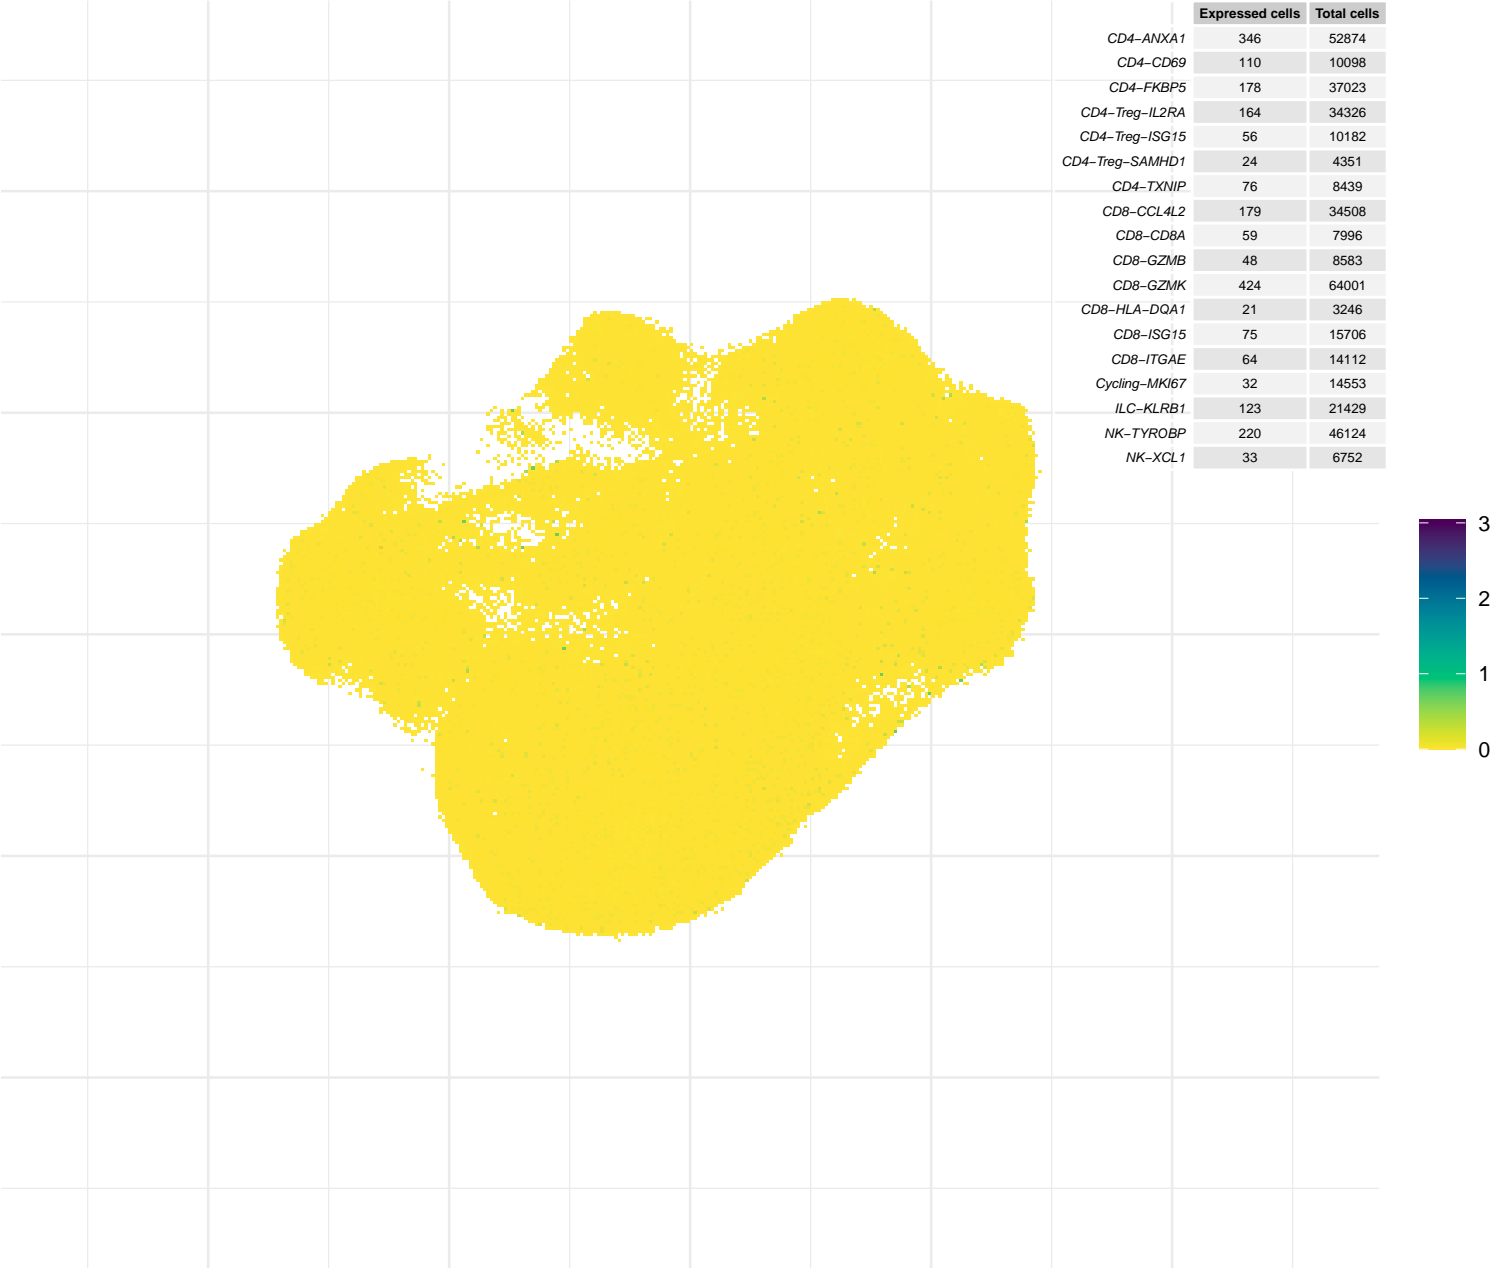 Expressed cells Total cells
CD4−ANXA1 346 52874
CD4−CD69 110 10098
CD4−FKBP5 178 37023
CD4−Treg−IL2RA 164 34326
CD4−Treg−ISG15 56 10182
CD4−Treg−SAMHD1 24 4351
CD4−TXNIP 76 8439
CD8−CCL4L2 179 34508
CD8−CD8A 59 7996
CD8−GZMB 48 8583
CD8−GZMK 424 64001
CD8−HLA−DQA1 21 3246
CD8−ISG15 75 15706
CD8−ITGAE 64 14112
Cycling−MKI67 32 14553
ILC−KLRB1 123 21429
NK−TYROBP 220 46124
NK−XCL1 33 6752
3
2
1
0